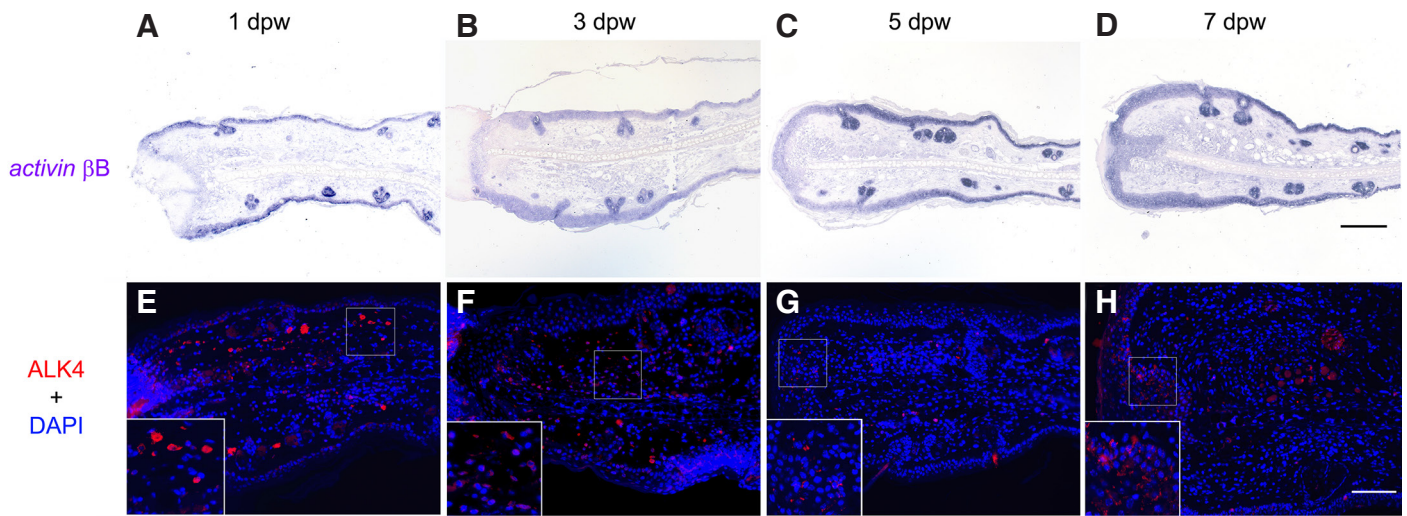 A 1 dpw
B 3 dpw
C 5 dpw
D 7 dpw
activin βB
E
F
G
H
ALK4
+
DAPI